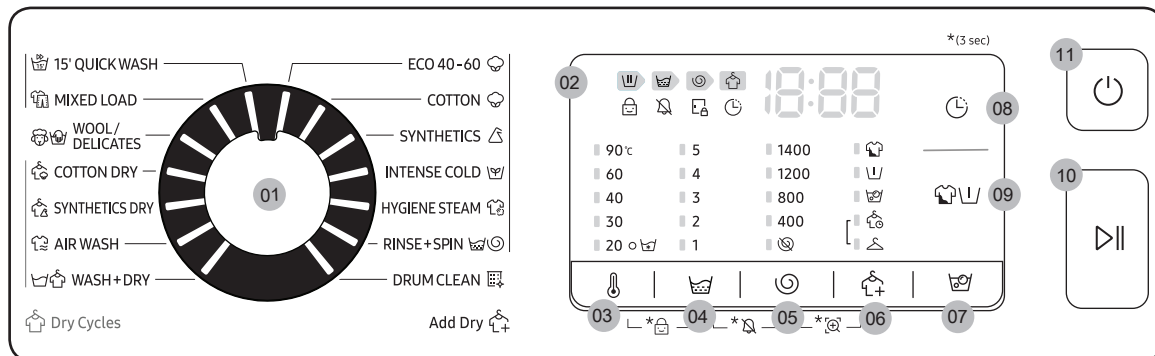 *(3 sec)
15' QUICK WASH
MIXED LOAD
WOOL/
DELICATES
COTTON DRY
SYNTHETICS DRY
AIR WASH
WASH+DRY
Dry Cycles
01
ECO 40-60
COTTON
SYNTHETICS
INTENSE COLD
HYGIENE STEAM
RINSE+SPIN
DRUM CLEAN
Add Dry
02
18:88
90℃ 5 1400
60 4 1200
40 3 800
30 2 400
20 1
03 04 05 06 07
* * *
08
09
10
11